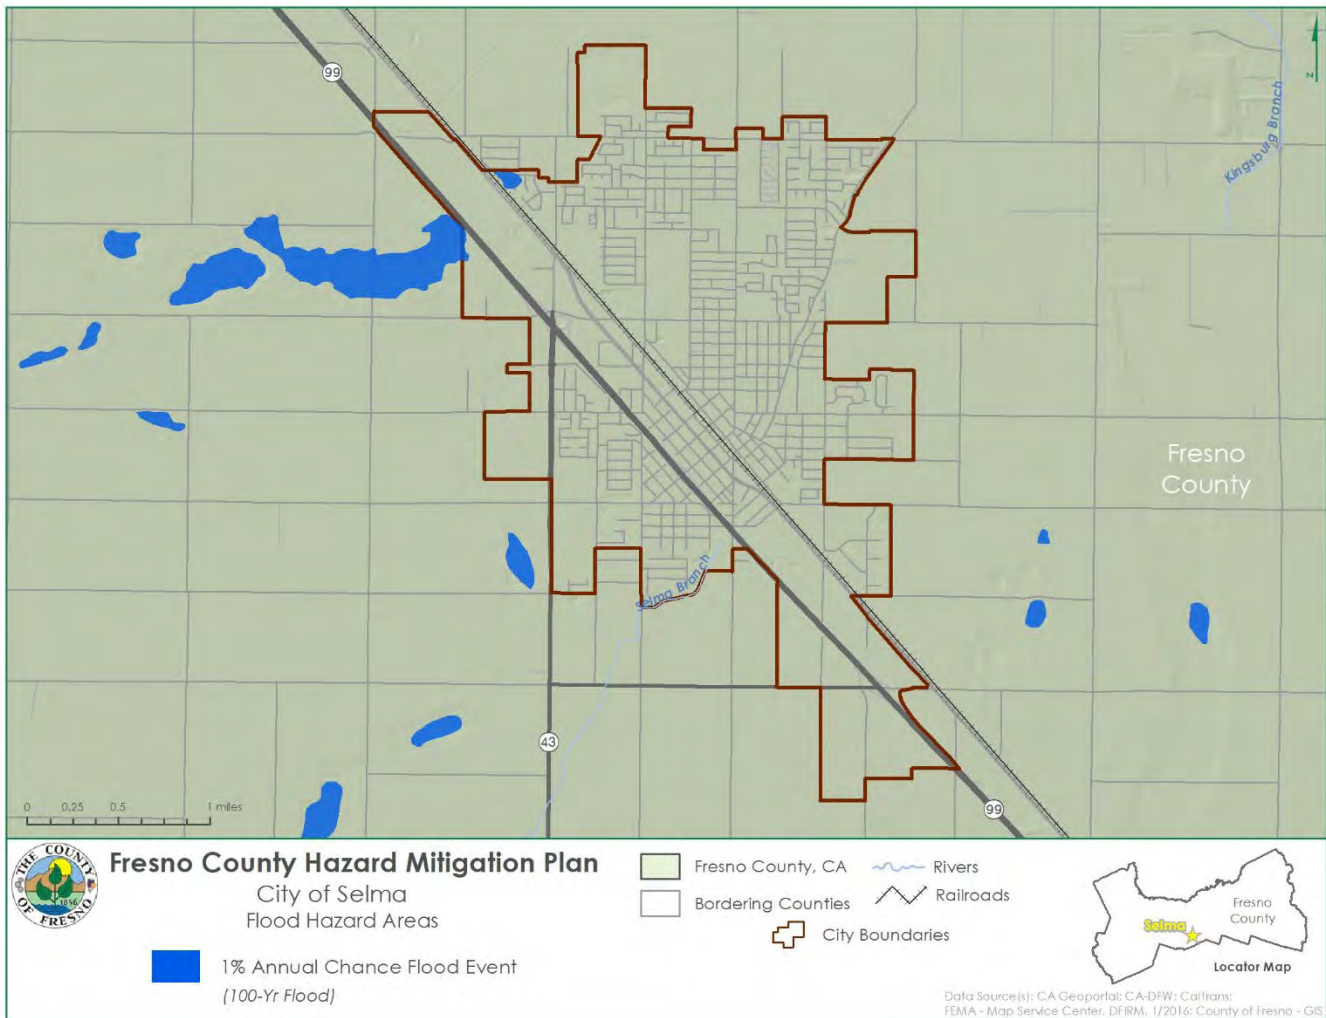 99
N
Kingsburg Branch
Fresno
County
Selma Branch
43
99
0 0.25 0.5 1 miles
THE COUNTY
OF FRESNO
1856
Fresno County Hazard Mitigation Plan
City of Selma
Flood Hazard Areas
1% Annual Chance Flood Event
(100-Yr Flood)
Fresno County, CA
Bordering Counties
Rivers
Railroads
City Boundaries
Fresno
County
Selma
Locator Map
Data Source(s): CA Geoportal; CA-DFW; Caltrans;
FEMA - Map Service Center, DFIRM, 1/2016; County of Fresno - GIS